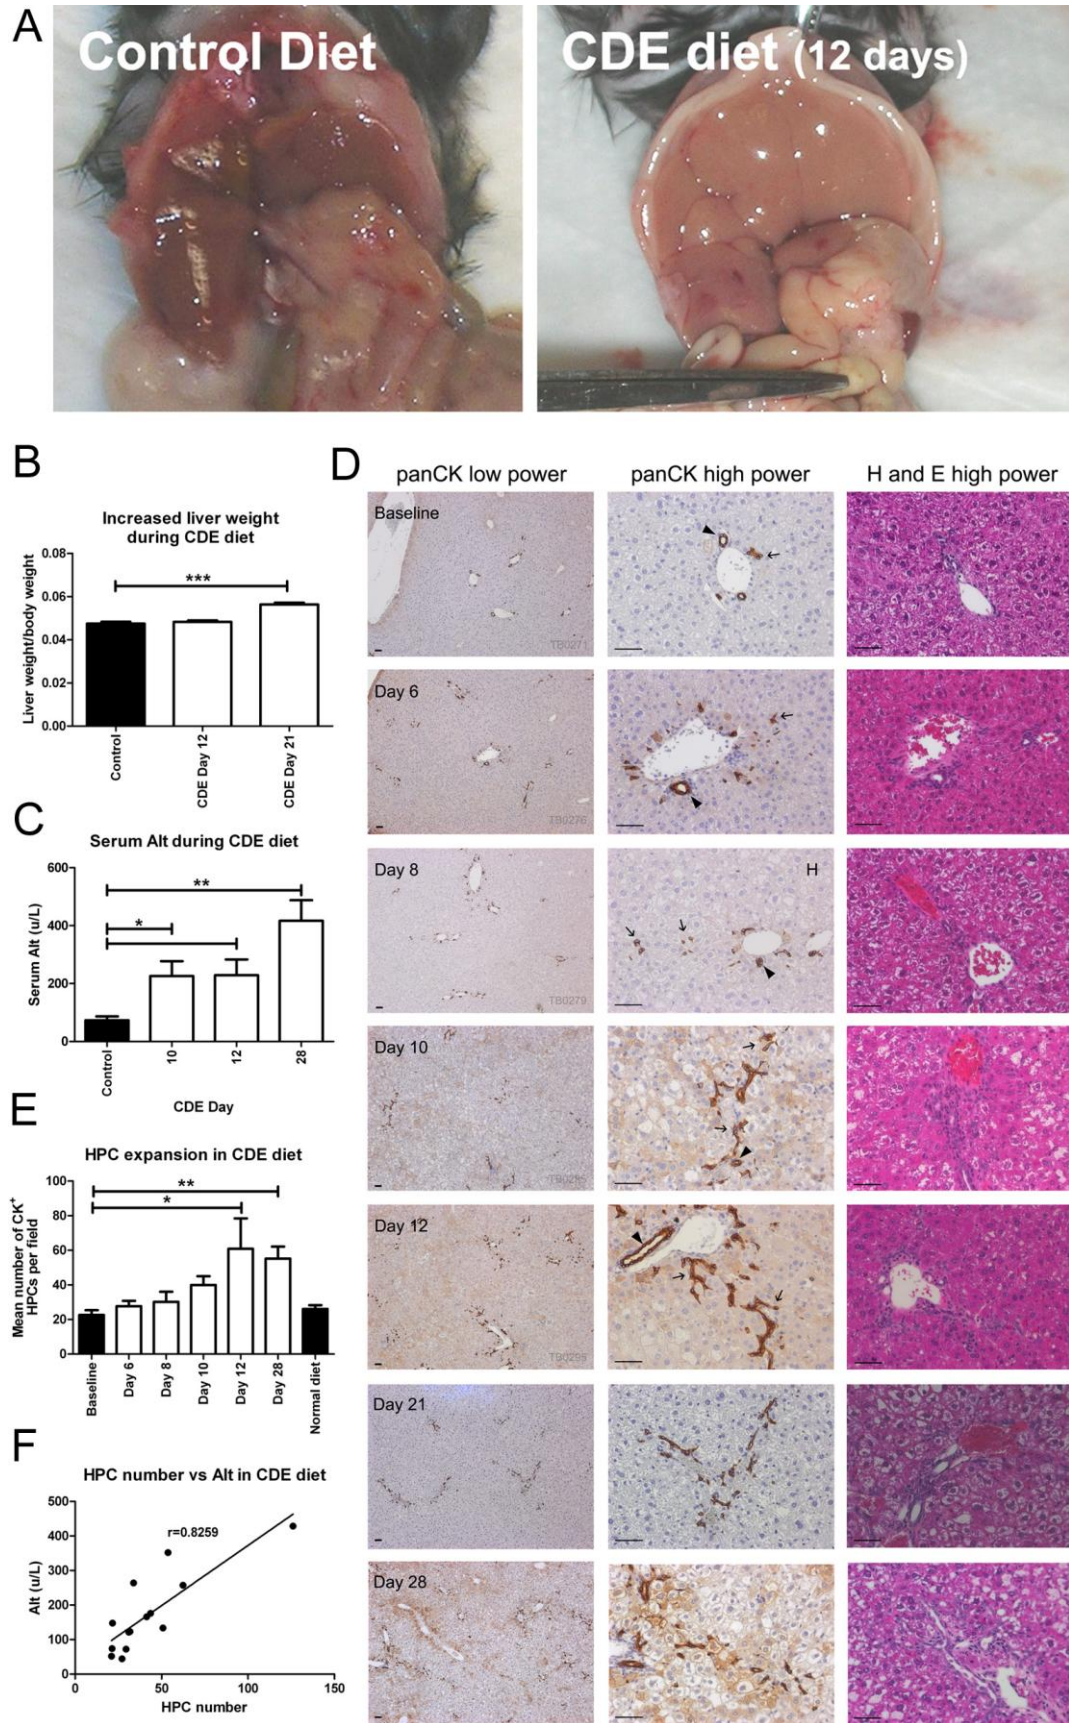 A
Control Diet
CDE diet (12 days)
B
Increased liver weight
during CDE diet
Liver weight/body weight
0.08
0.06
0.04
0.02
0.00
***
Control
CDE Day 12
CDE Day 21
C
Serum Alt during CDE diet
Serum Alt (u/L)
600
400
200
0
**
*
Control
10
12
28
CDE Day
E
HPC expansion in CDE diet
Mean number of CK+
HPCs per field
100
80
60
40
20
0
**
*
Baseline
Day 6
Day 8
Day 10
Day 12
Day 28
Normal diet
F
HPC number vs Alt in CDE diet
Alt (u/L)
500
400
300
200
100
0
r=0.8259
0
50
100
150
HPC number
D
panCK low power
panCK high power
H and E high power
Baseline
TB0271
Day 6
TB0276
Day 8
TB0279
H
Day 10
TB0285
Day 12
TB0295
Day 21
Day 28